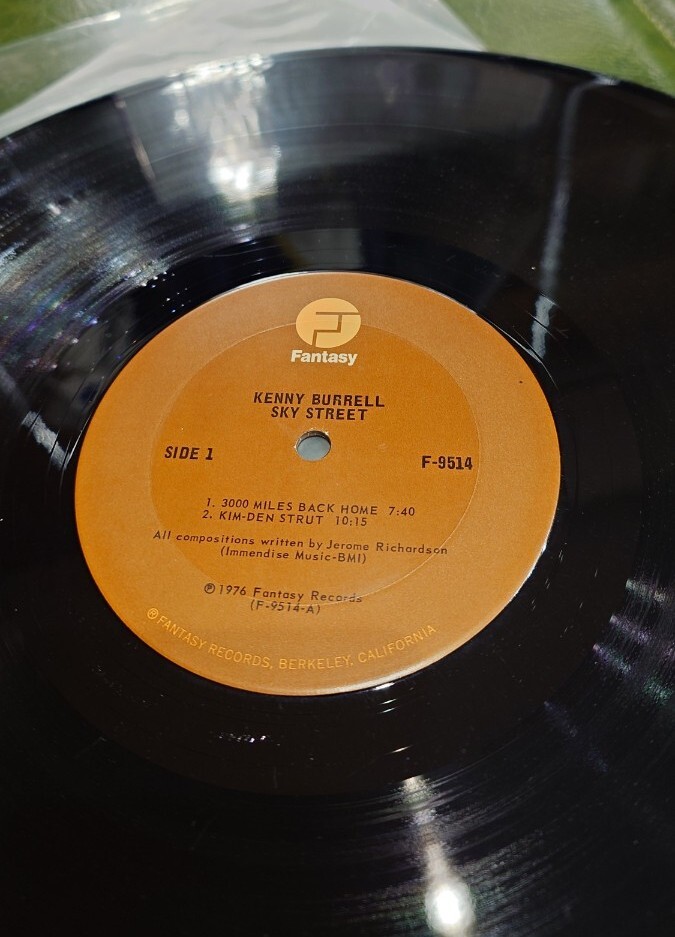 Fantasy
KENNY BURRELL
SKY STREET
SIDE 1
F-9514
1. 3000 MILES BACK HOME 7:40
2. KIM-DEN STRUT 10:15
All compositions written by Jerome Richardson
(Immendise Music-BMI)
℗ 1976 Fantasy Records
(F-9514-A)
® FANTASY RECORDS, BERKELEY, CALIFORNIA